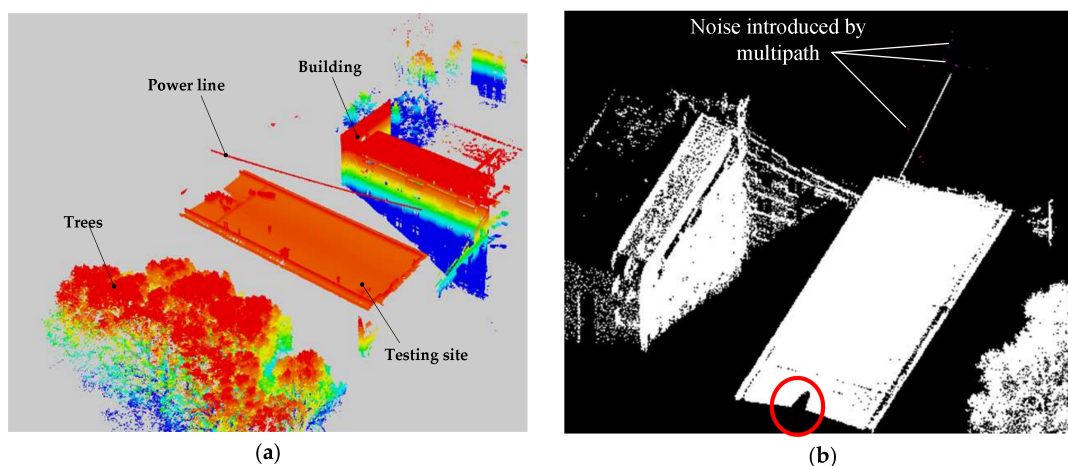 Building
Power line
Trees
Testing site
(a)
Noise introduced by
multipath
(b)